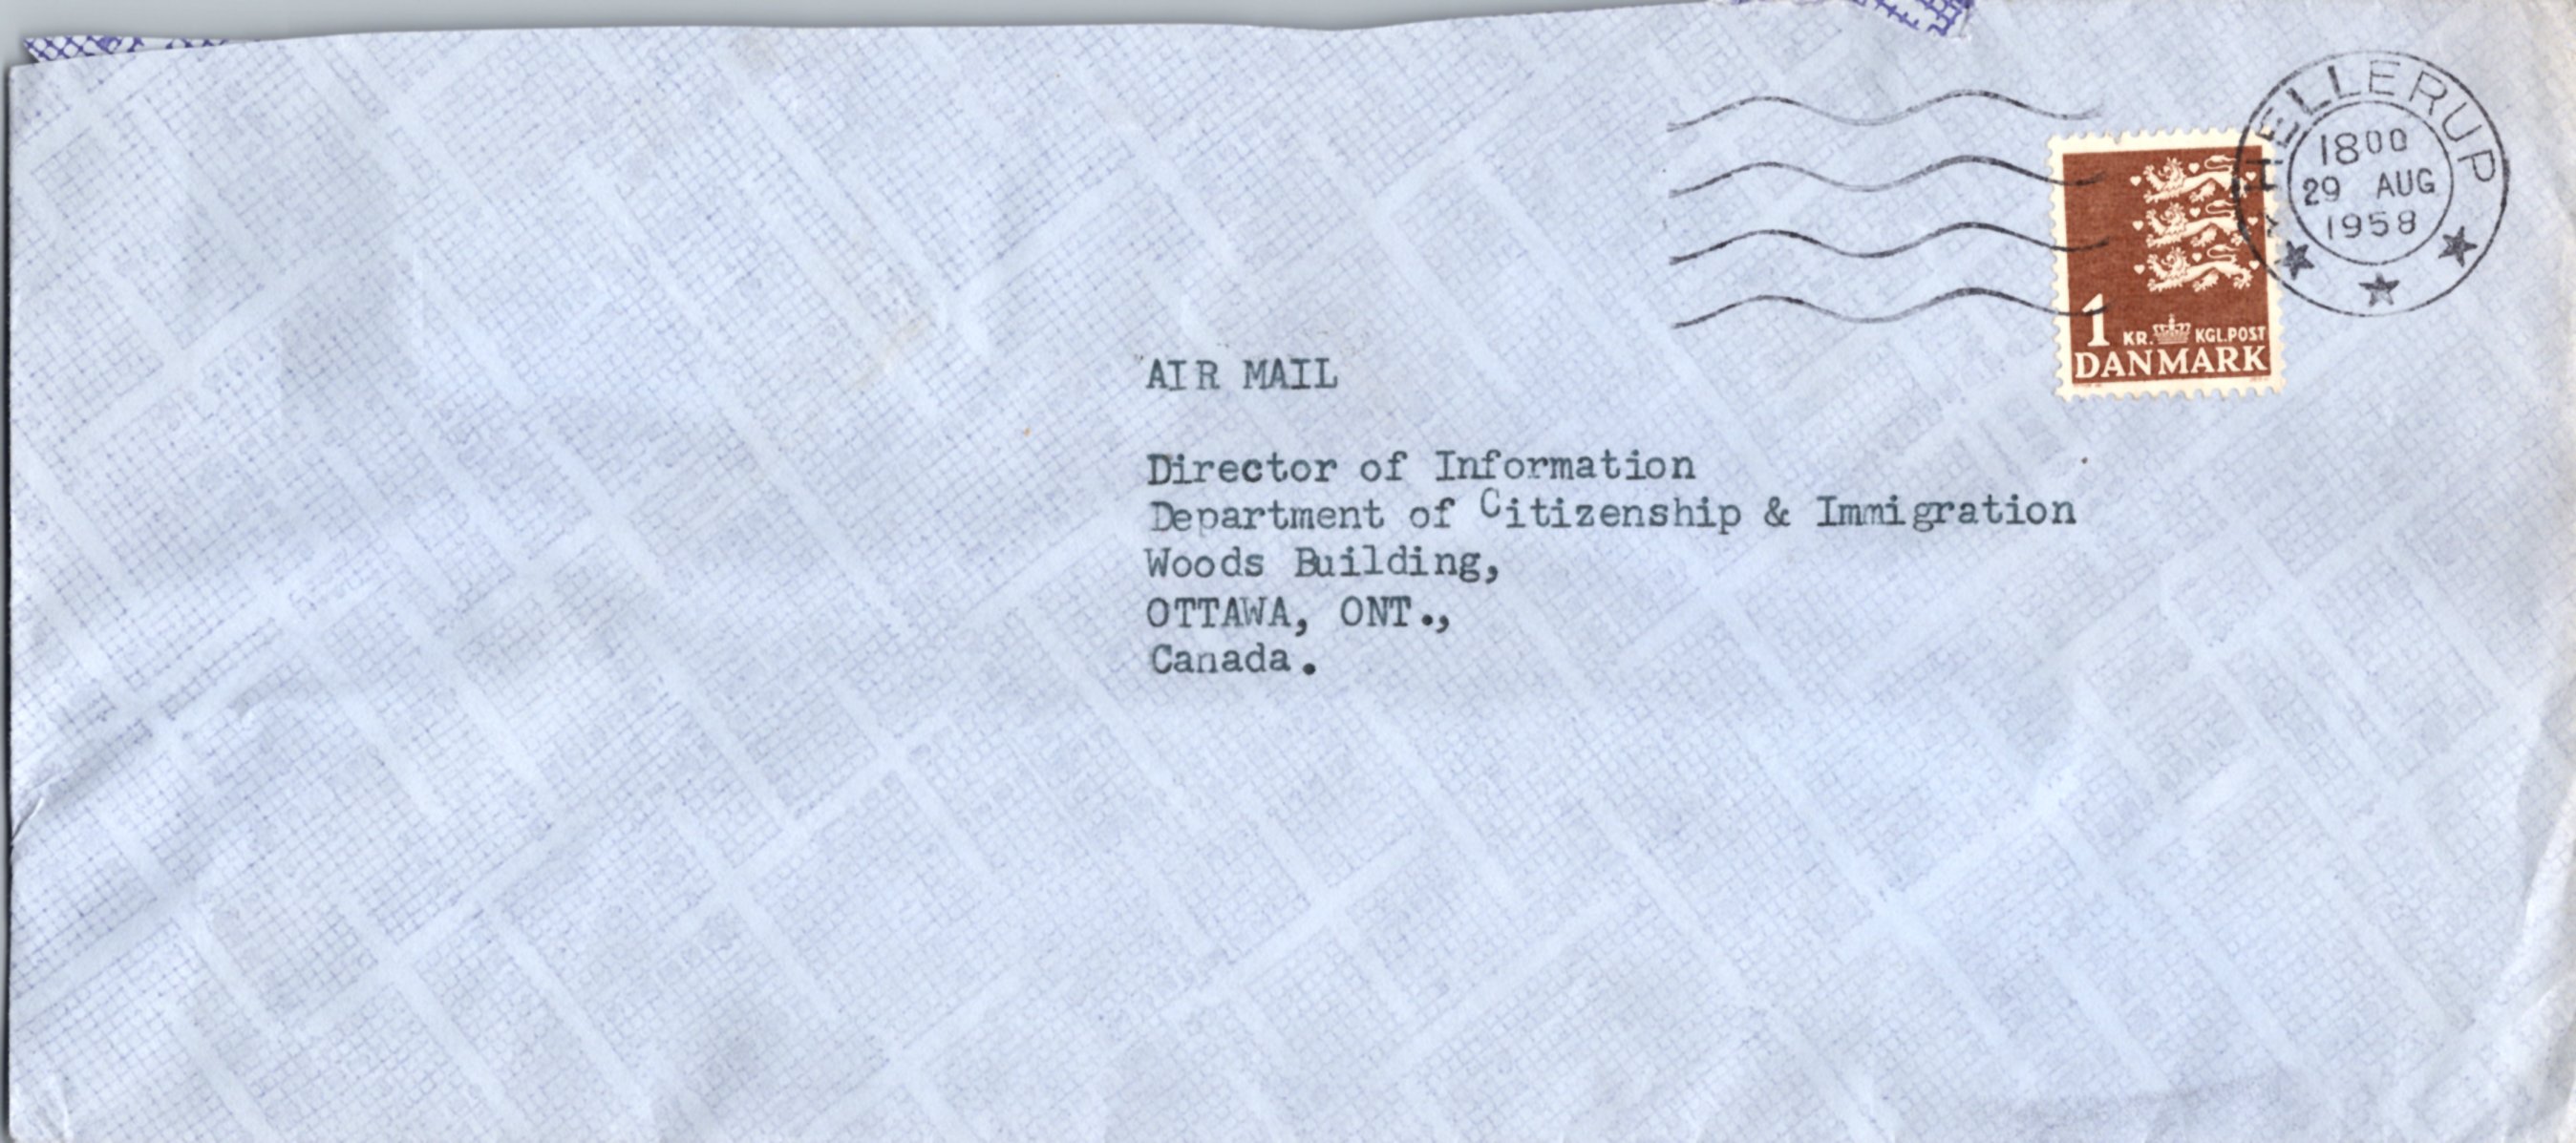 HELLERUP
1800
29 AUG
1958
1 KR. KGL.POST
DANMARK
AIR MAIL
Director of Information
Department of Citizenship & Immigration
Woods Building,
OTTAWA, ONT.,
Canada.